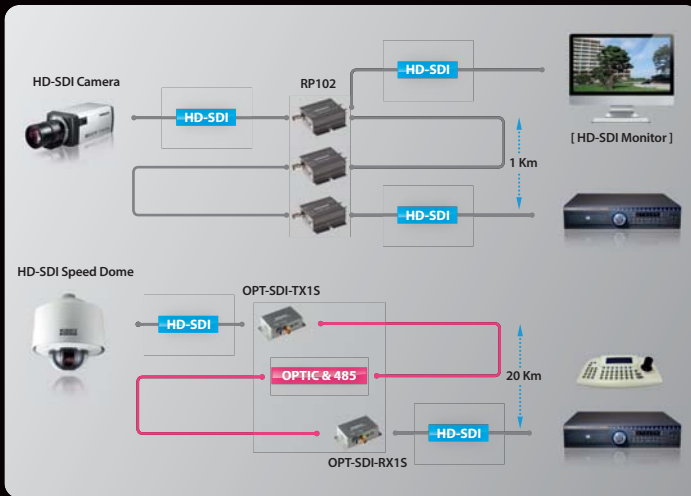 HD-SDI Camera
RP102
HD-SDI
HD-SDI
[ HD-SDI Monitor ]
1 Km
HD-SDI
HD-SDI Speed Dome
OPT-SDI-TX1S
HD-SDI
OPTIC & 485
20 Km
HD-SDI
OPT-SDI-RX1S